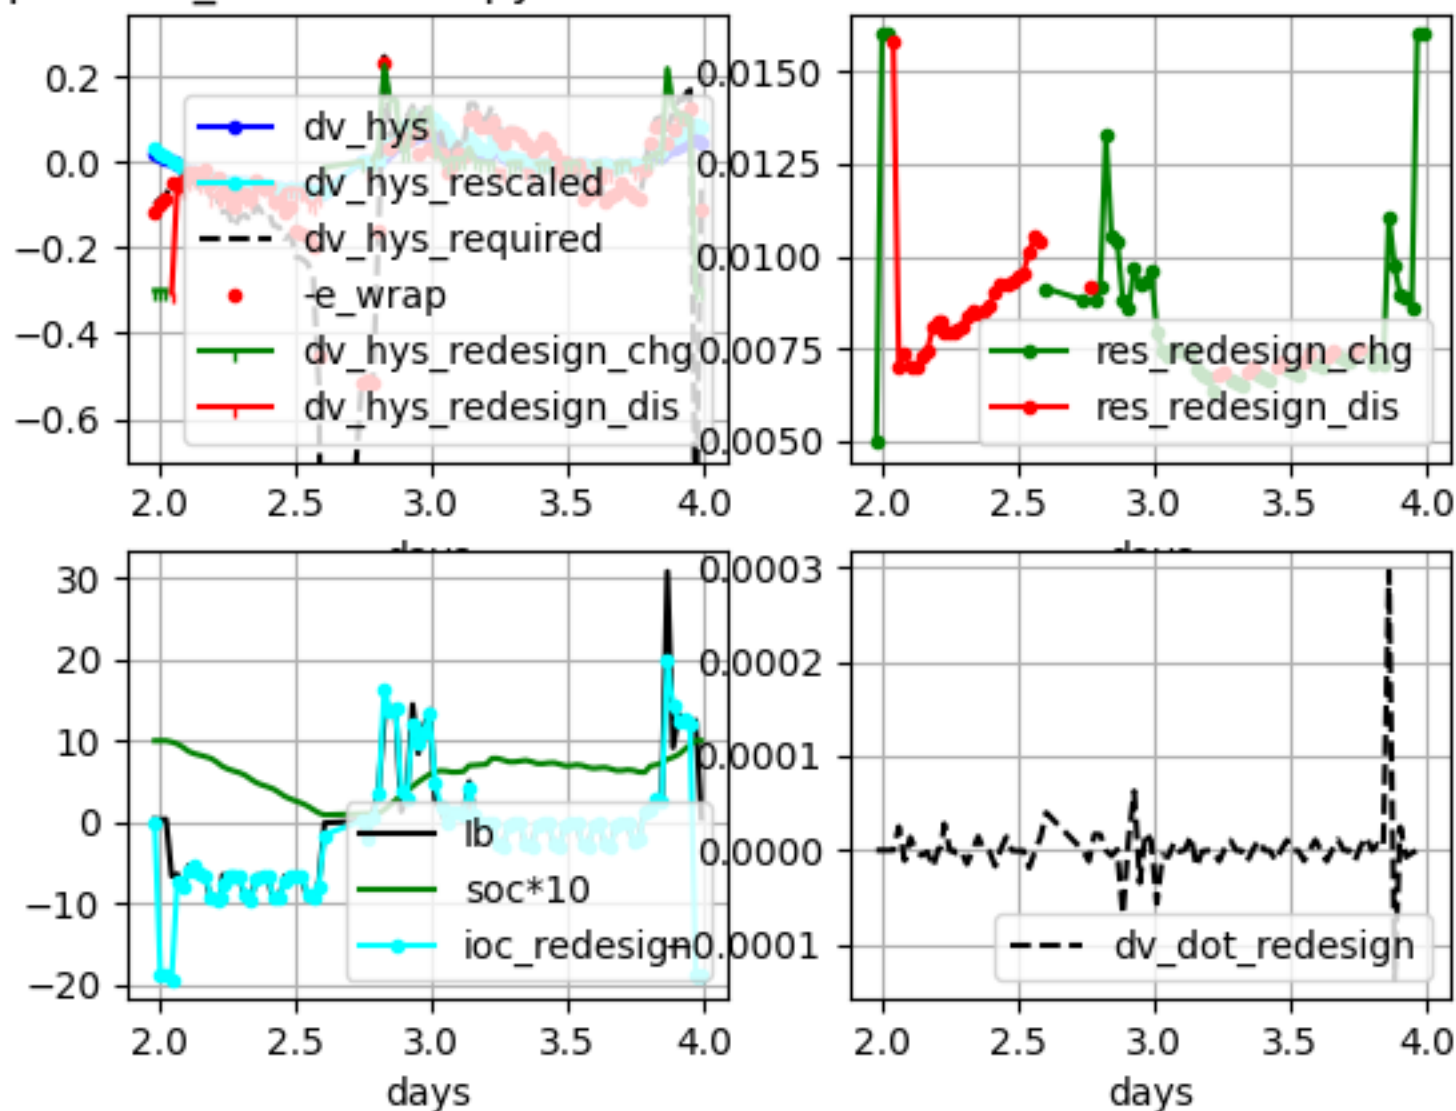 0.2
0.0
−0.2
−0.4
−0.6
dv_hys
dv_hys_rescaled
dv_hys_required
-e_wrap
dv_hys_redesign_chg
dv_hys_redesign_dis
2.0 2.5 3.0 3.5 4.0
0.0150
0.0125
0.0100
0.0075
0.0050
res_redesign_chg
res_redesign_dis
2.0 2.5 3.0 3.5 4.0
days
days
30
20
10
0
−10
−20
Ib
soc*10
ioc_redesign
2.0 2.5 3.0 3.5 4.0
days
0.0003
0.0002
0.0001
0.0000
−0.0001
dv_dot_redesign
2.0 2.5 3.0 3.5 4.0
days